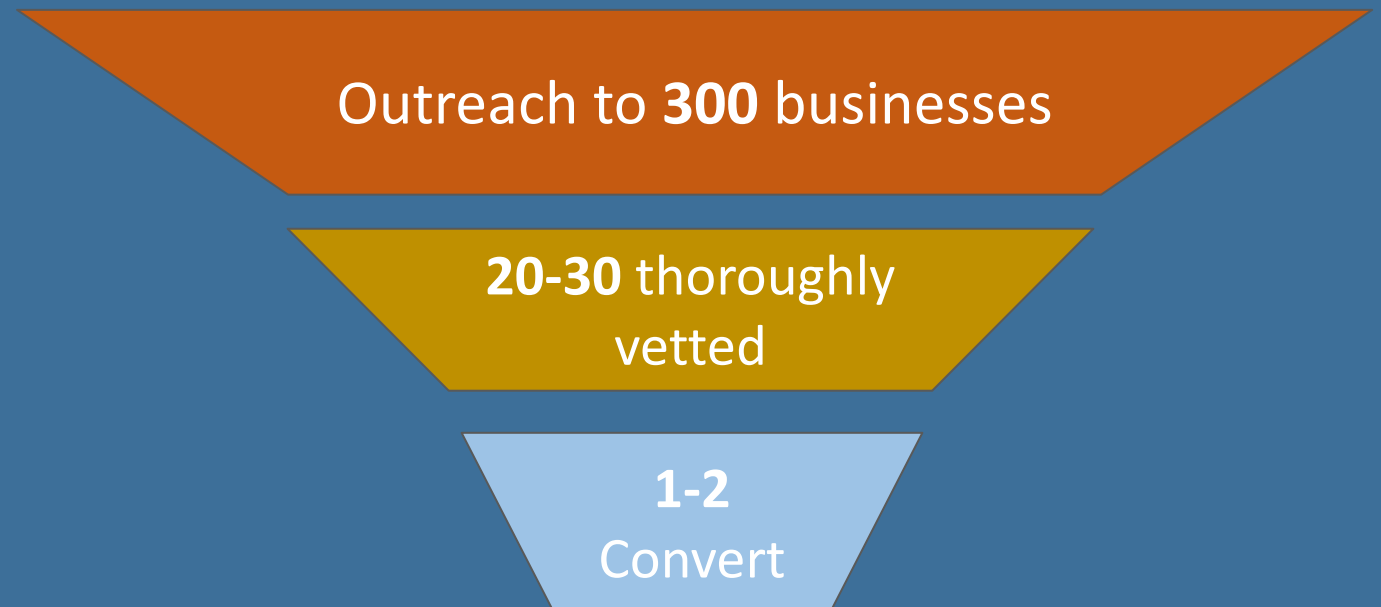 Outreach to 300 businesses
20-30 thoroughly
vetted
1-2
Convert